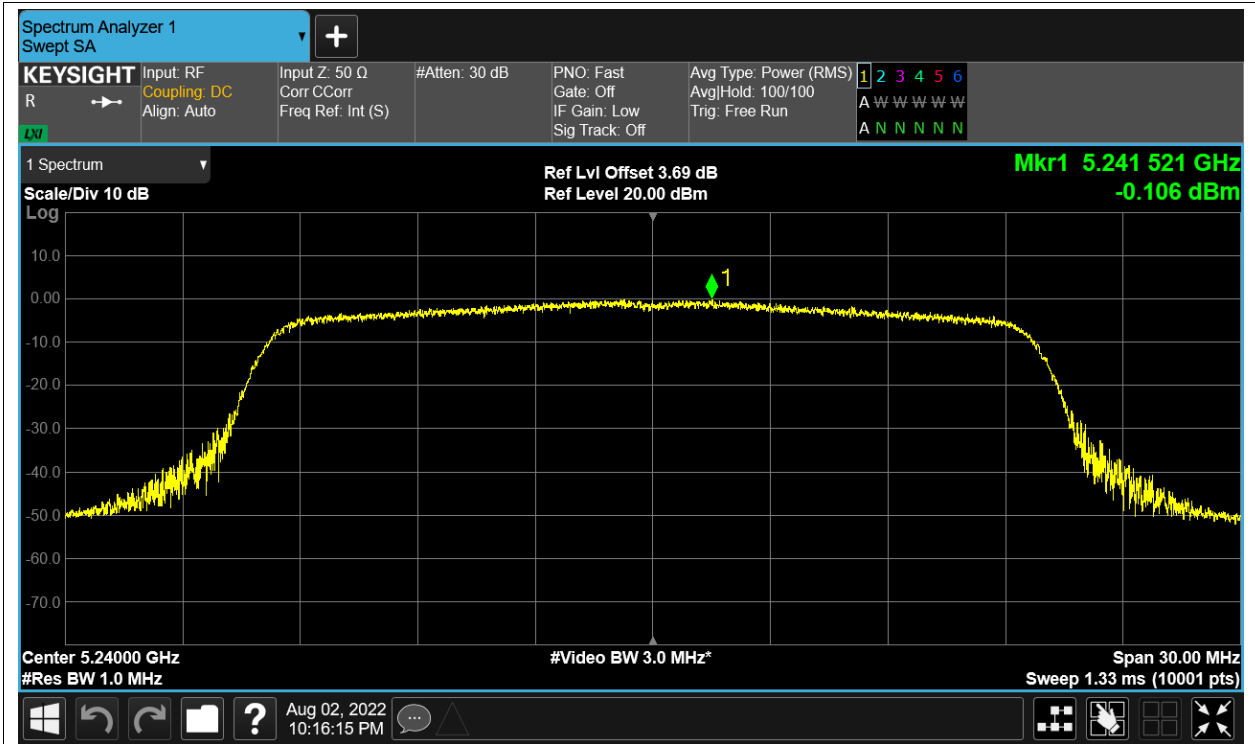 Spectrum Analyzer 1
Swept SA
KEYSIGHT
R
LXI
Input: RF
Coupling: DC
Align: Auto
Input Z: 50 Ω
Corr CCorr
Freq Ref: Int (S)
#Atten: 30 dB
PNO: Fast
Gate: Off
IF Gain: Low
Sig Track: Off
Avg Type: Power (RMS)
Avg|Hold: 100/100
Trig: Free Run
1 2 3 4 5 6
A W W W W W
A N N N N N
1 Spectrum
Scale/Div 10 dB
Log
Ref Lvl Offset 3.69 dB
Ref Level 20.00 dBm
Mkr1 5.241 521 GHz
-0.106 dBm
1
10.0
0.00
-10.0
-20.0
-30.0
-40.0
-50.0
-60.0
-70.0
Center 5.24000 GHz
#Res BW 1.0 MHz
#Video BW 3.0 MHz*
Span 30.00 MHz
Sweep 1.33 ms (10001 pts)
?
Aug 02, 2022
10:16:15 PM